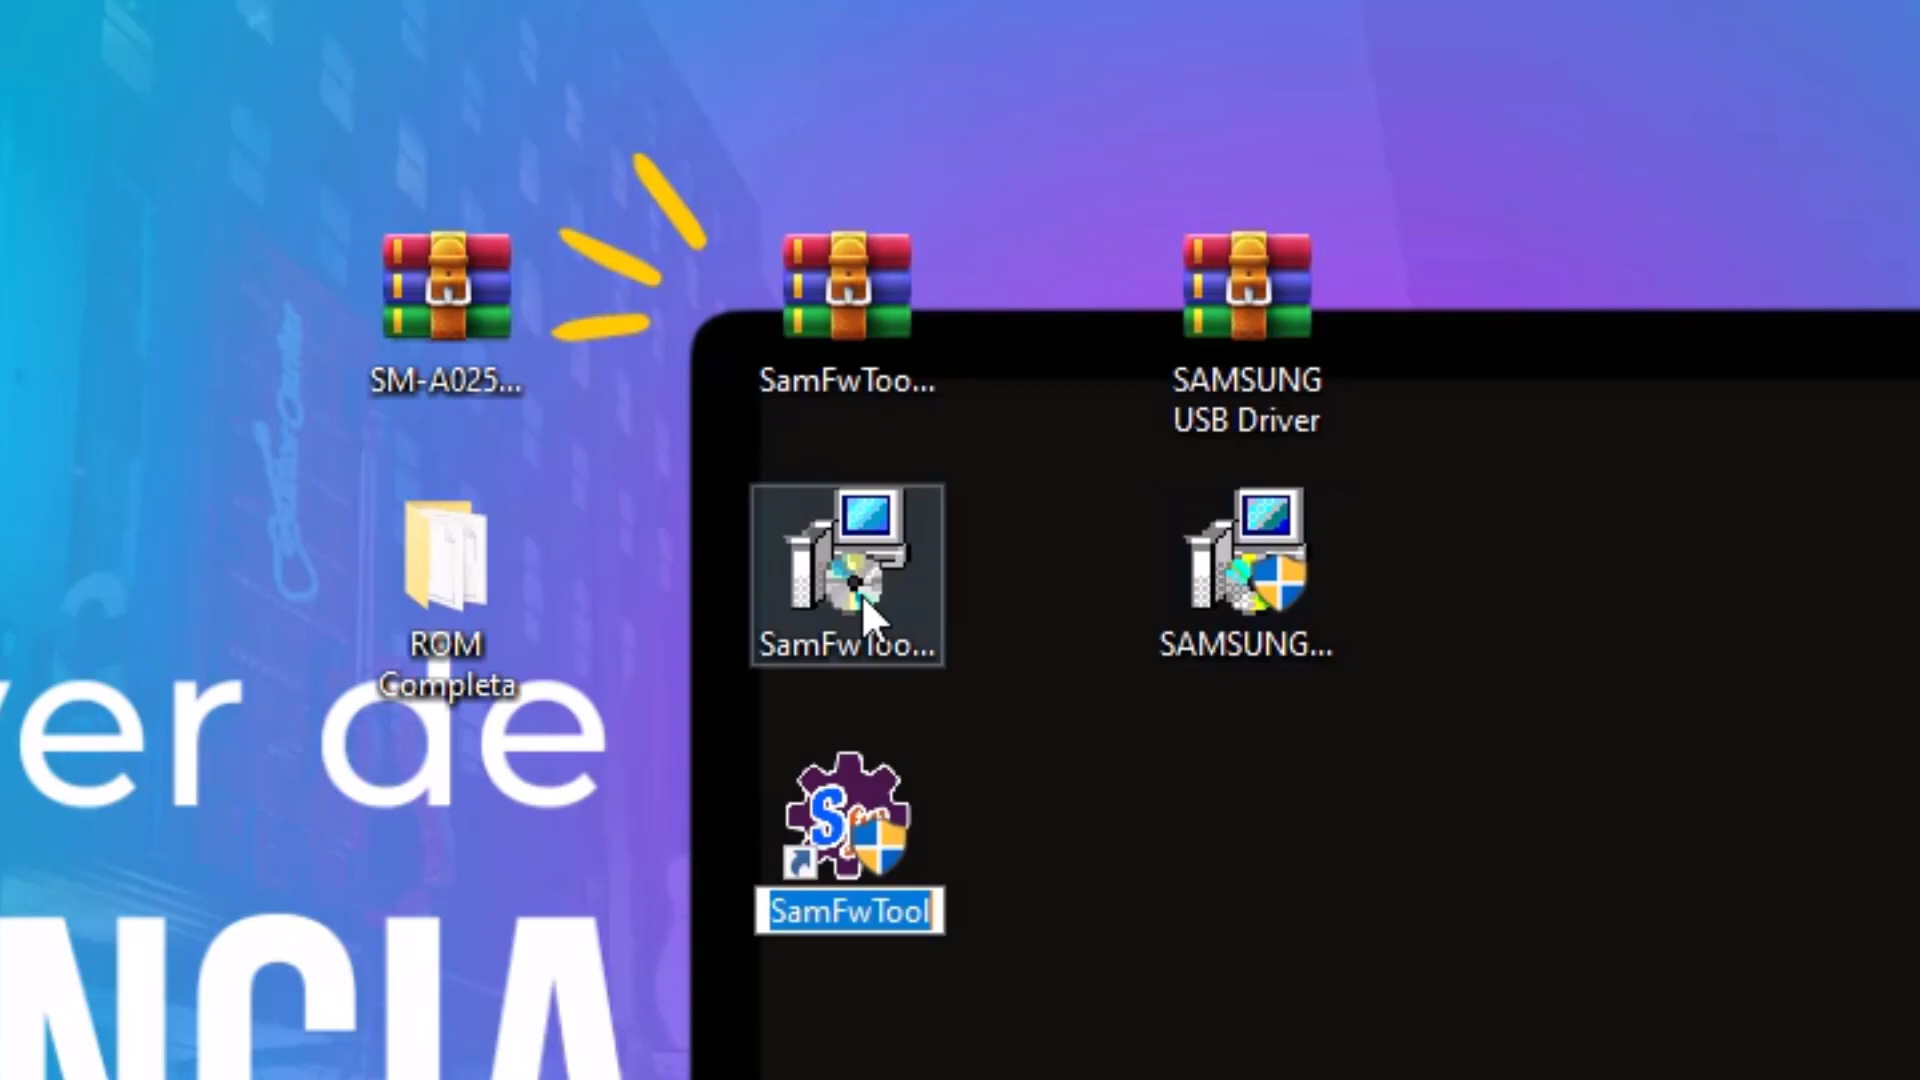 SM-A025...
SamFwToo...
SAMSUNG
USB Driver
ROM
Completa
SamFwToo...
SAMSUNG...
er de
SamFwTool
NCIA